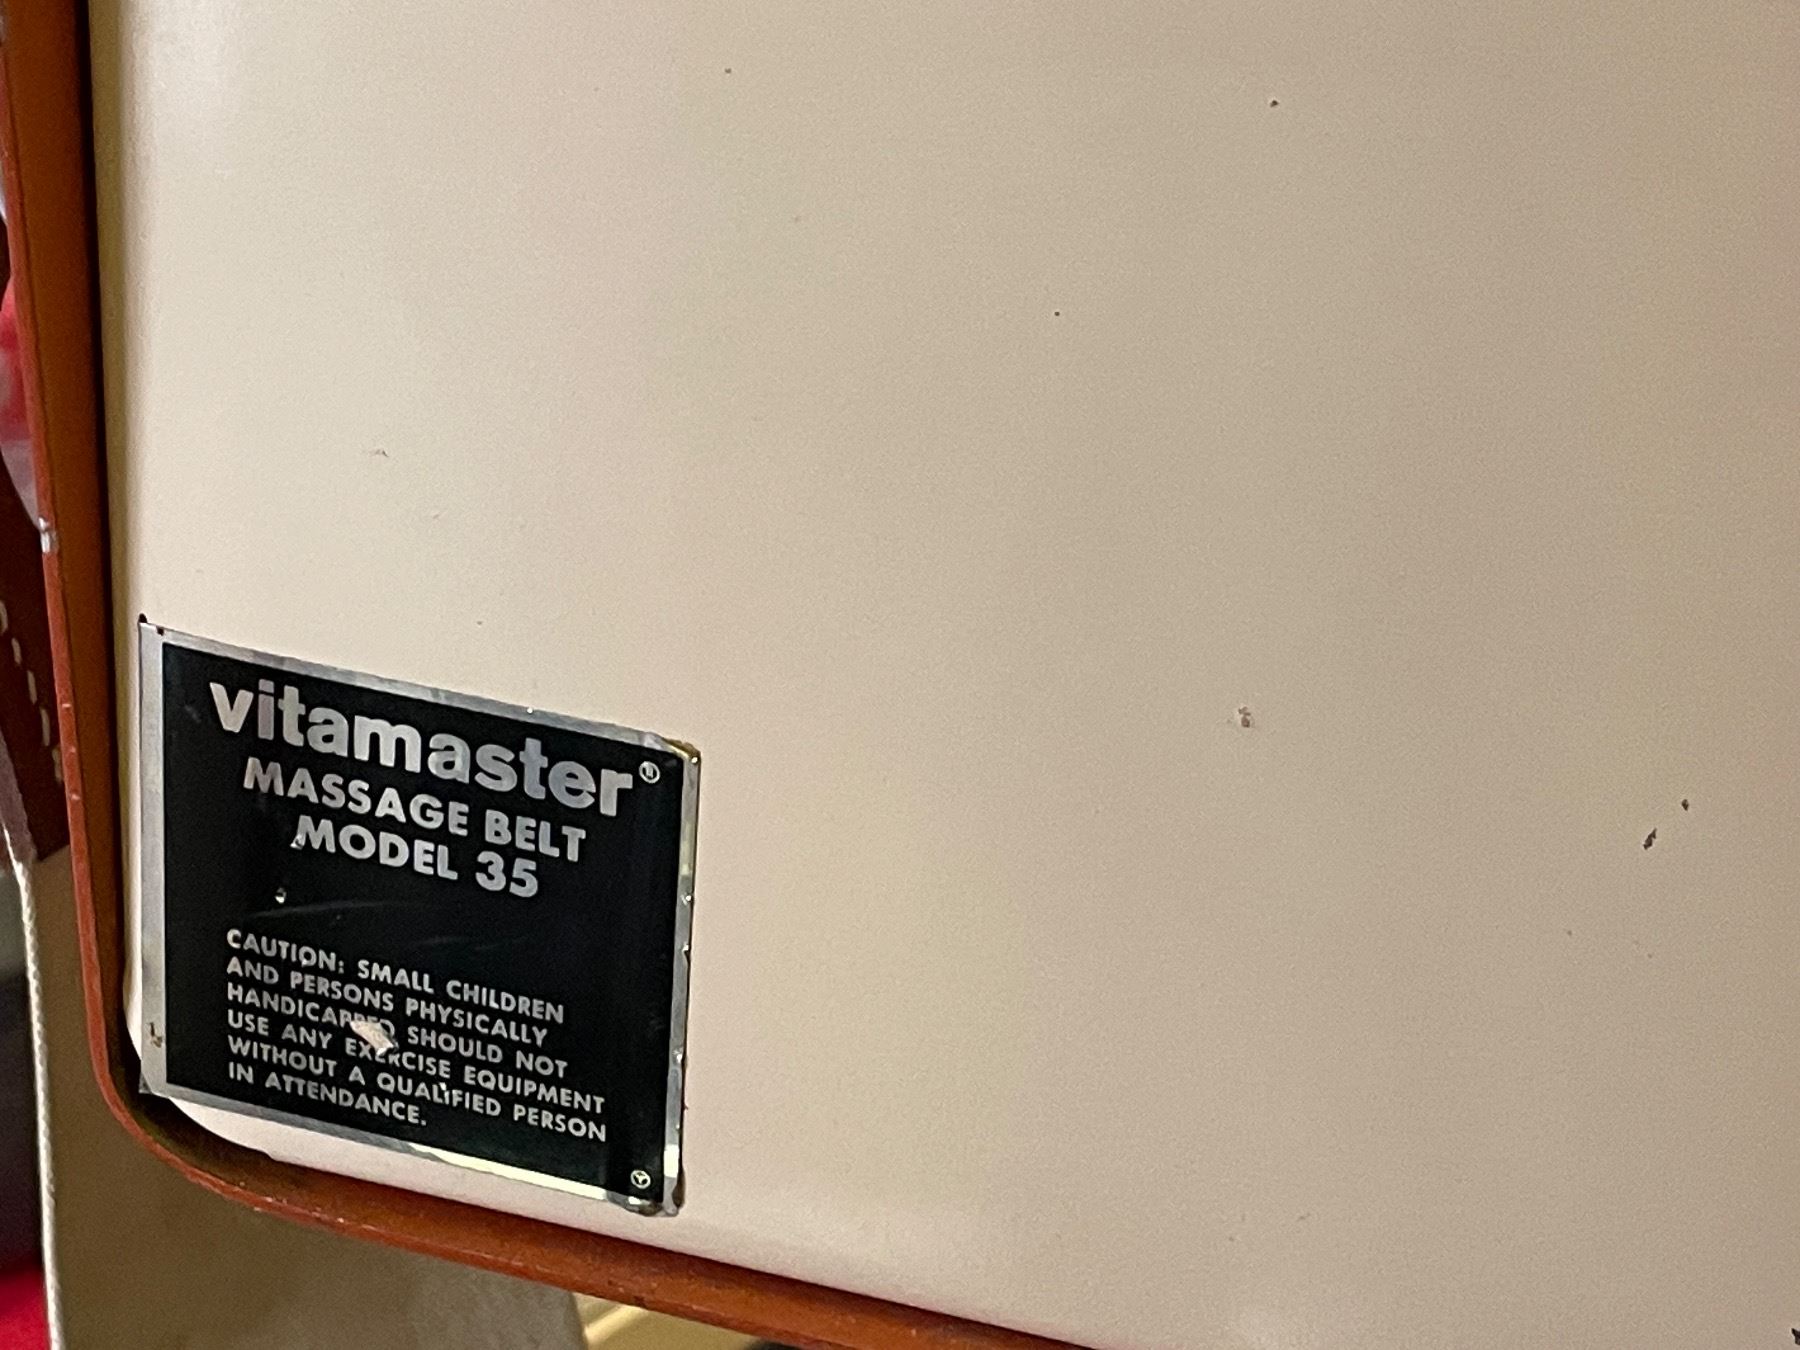 vitamaster®
MASSAGE BELT
MODEL 35
CAUTION: SMALL CHILDREN
AND PERSONS PHYSICALLY
HANDICAPPED SHOULD NOT
USE ANY EXERCISE EQUIPMENT
WITHOUT A QUALIFIED PERSON
IN ATTENDANCE.